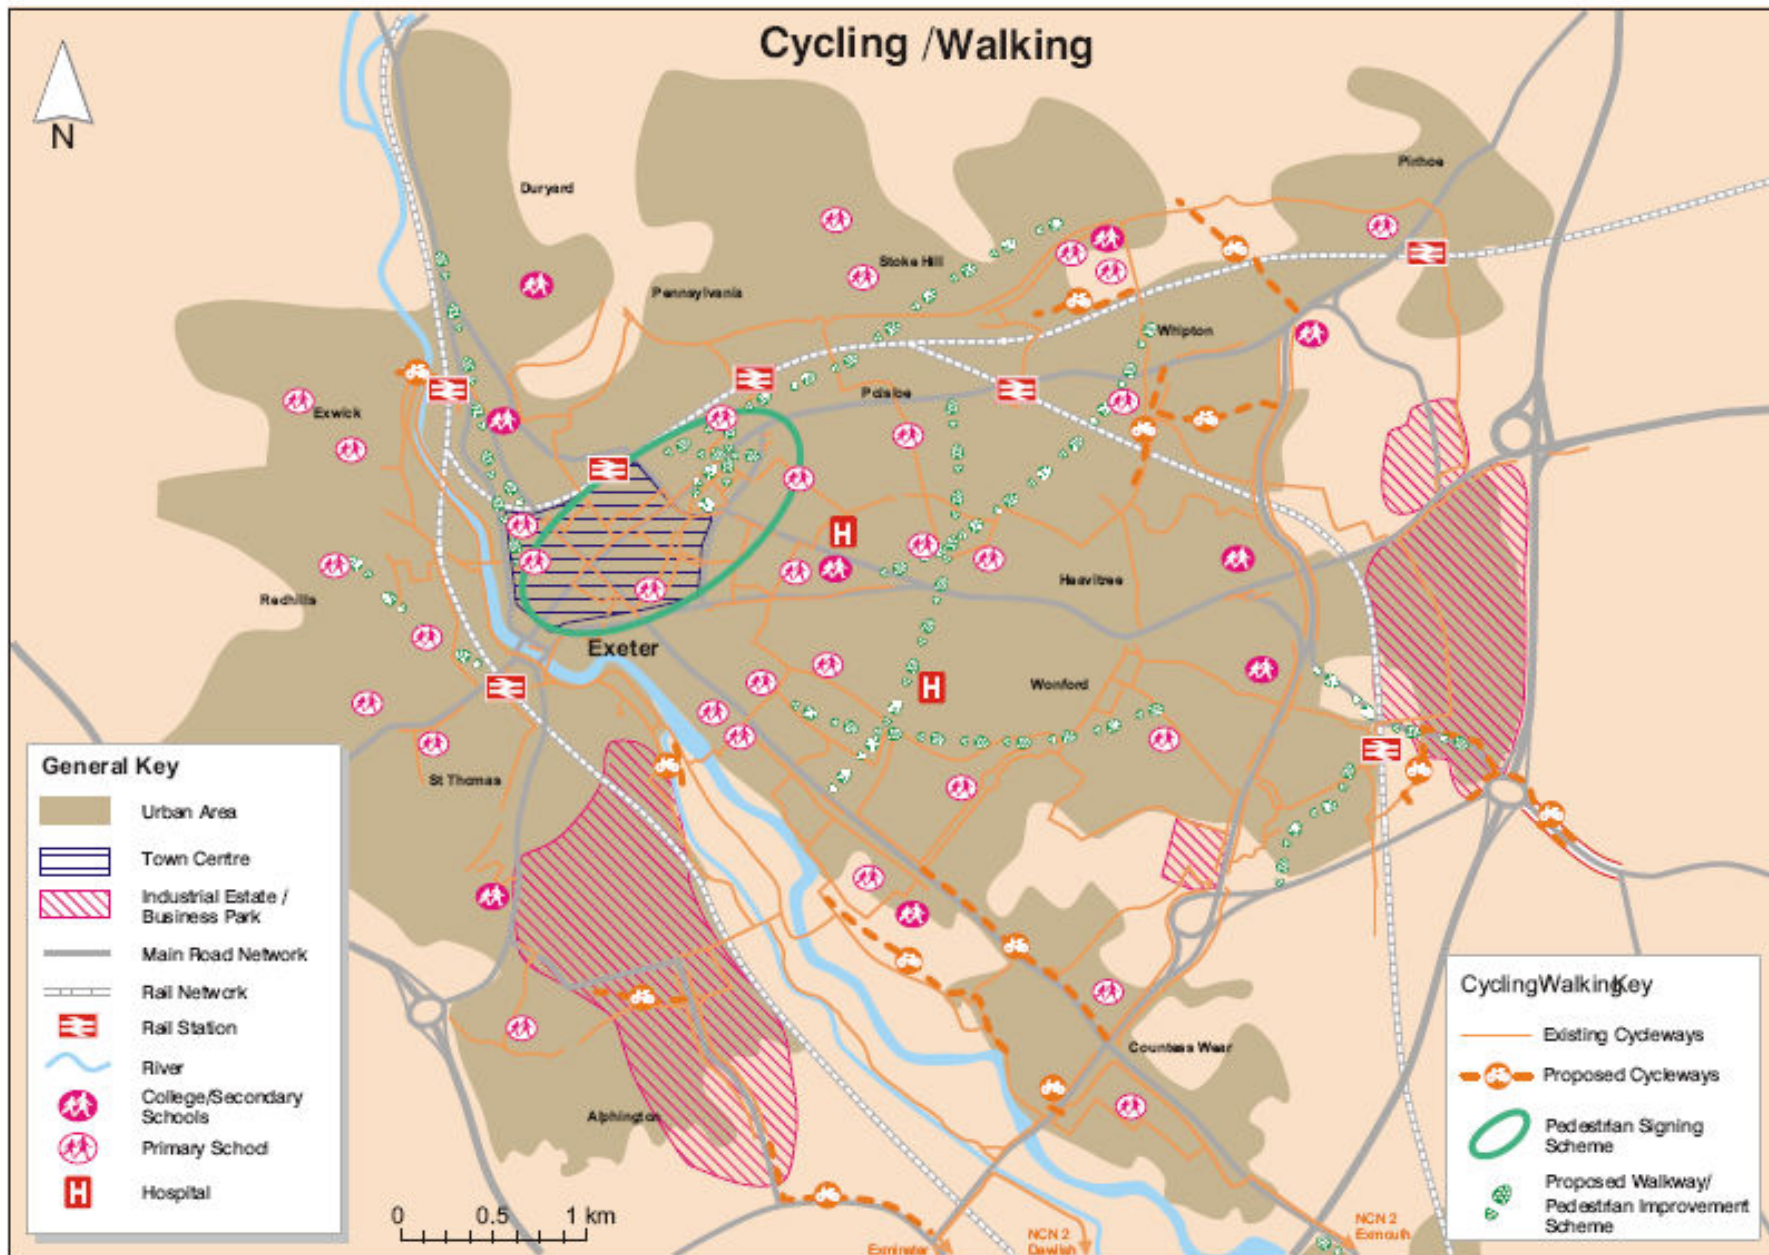 Cycling /Walking
N
Pinhoe
Duryard
Stoke Hill
Pennsylvania
Whipton
Polsloe
Exwick
H
Heavitree
Redhills
Exeter
H
Wonford
St Thomas
Countess Wear
Alphington
General Key
Urban Area
Town Centre
Industrial Estate /
Business Park
Main Road Network
Rail Network
Rail Station
River
College/Secondary
Schools
Primary School
H
Hospital
0 0.5 1 km
Exminster
NCN 2
Dawlish
NCN 2
Exmouth
CyclingWalkingKey
Existing Cycleways
Proposed Cycleways
Pedestrian Signing
Scheme
Proposed Walkway/
Pedestrian Improvement
Scheme